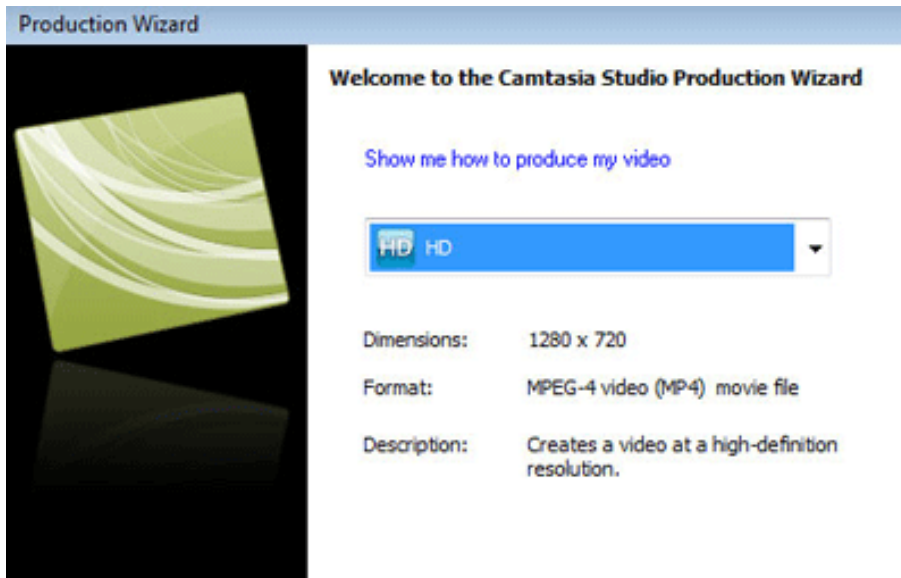 Production Wizard
Welcome to the Camtasia Studio Production Wizard
Show me how to produce my video
HD HD
Dimensions: 1280 x 720
Format: MPEG-4 video (MP4) movie file
Description: Creates a video at a high-definition
resolution.